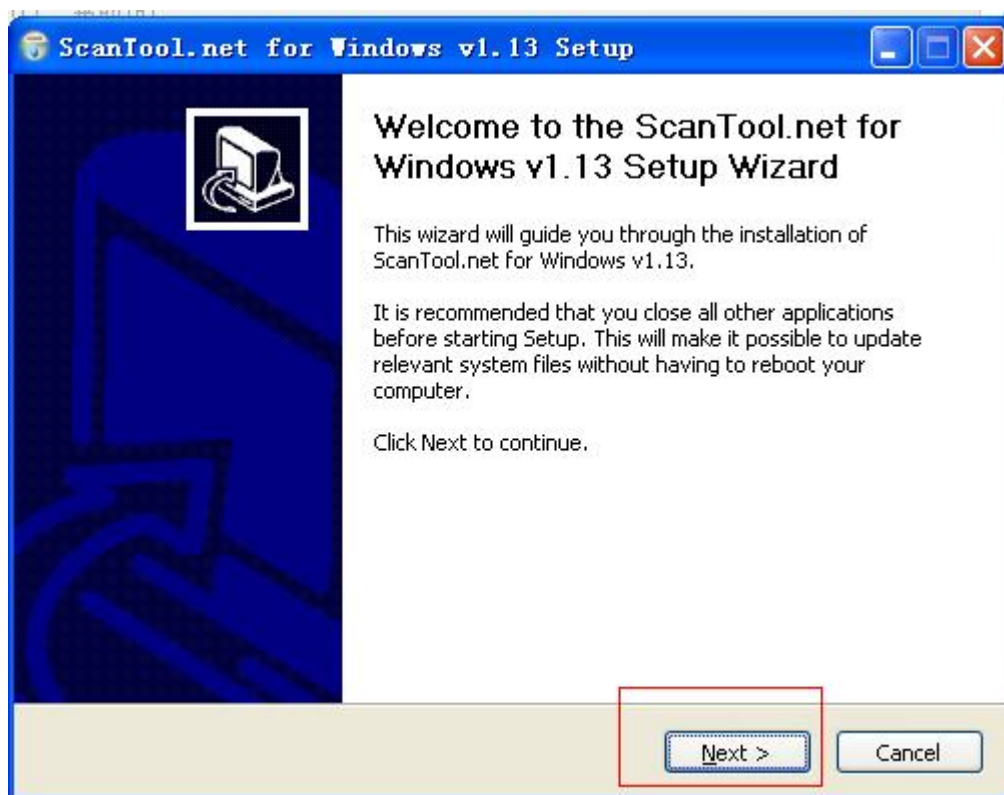 ScanTool.net for Windows v1.13 Setup
Welcome to the ScanTool.net for
Windows v1.13 Setup Wizard
This wizard will guide you through the installation of
ScanTool.net for Windows v1.13.
It is recommended that you close all other applications
before starting Setup. This will make it possible to update
relevant system files without having to reboot your
computer.
Click Next to continue.
Next >
Cancel